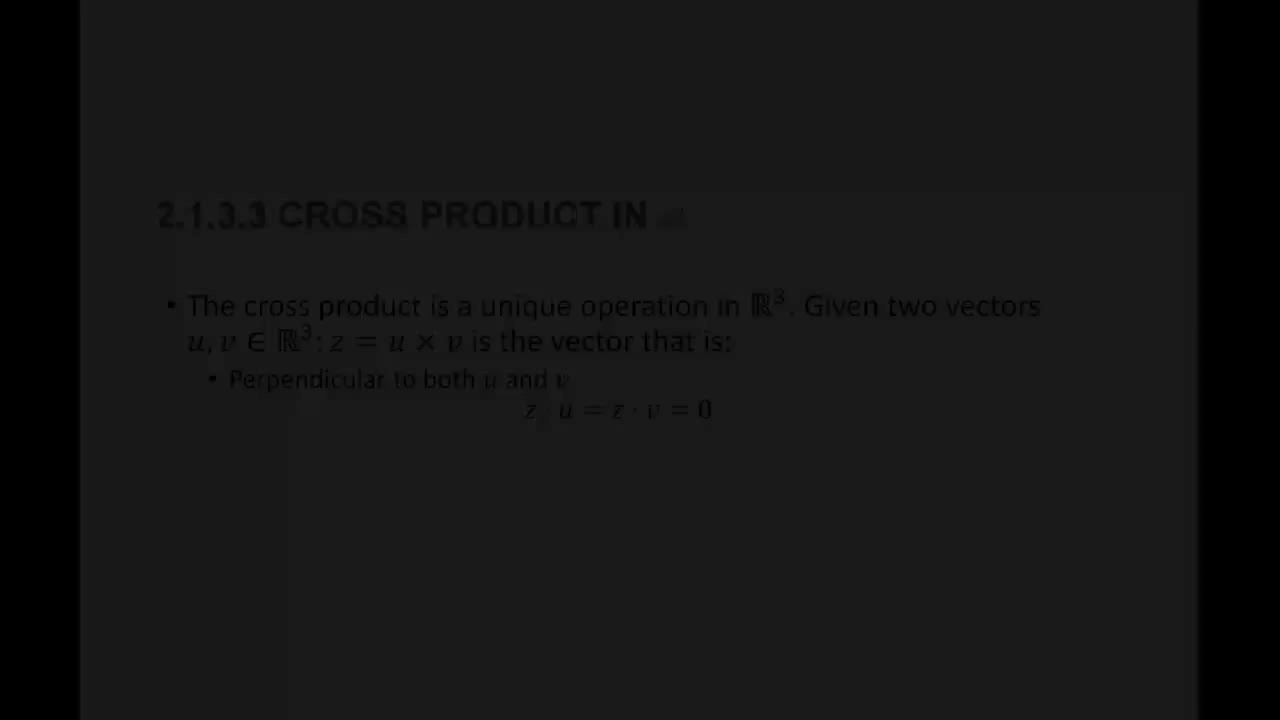 2.1.3.3 CROSS PRODUCT IN
• The cross product is a unique operation in ℝ³. Given two vectors
u, v ∈ ℝ³: z = u × v is the vector that is:
• Perpendicular to both u and v
z · u = z · v = 0